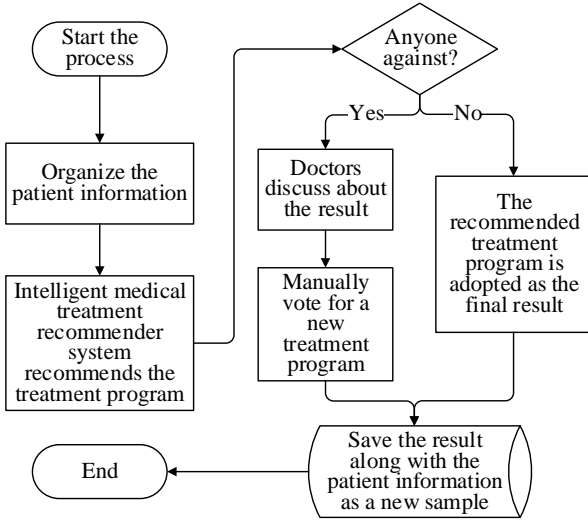 Start the
process
Organize the
patient information
Intelligent medical
treatment
recommender
system
recommends the
treatment program
Anyone
against?
Yes
No
Doctors
discuss about
the result
Manually
vote for a
new
treatment
program
The
recommended
treatment
program is
adopted as the
final result
Save the result
along with the
patient information
as a new sample
End